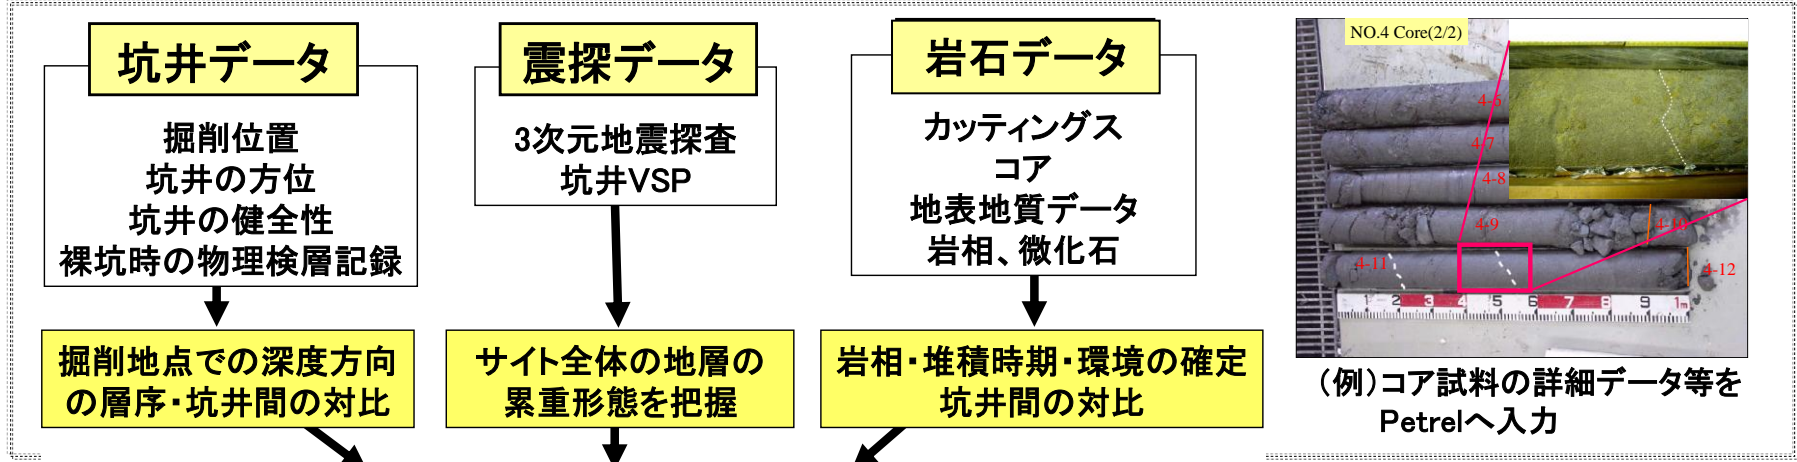 坑井データ
掘削位置
坑井の方位
坑井の健全性
裸坑時の物理検層記録
掘削地点での深度方向
の層序・坑井間の対比
震探データ
3次元地震探査
坑井VSP
サイト全体の地層の
累重形態を把握
岩石データ
カッティングス
コア
地表地質データ
岩相、微化石
岩相・堆積時期・環境の確定
坑井間の対比
NO.4 Core(2/2)
4-6
4-7
4-8
4-9
4-10
4-11
4-12
1 2 3 4 5 6 7 8 9 1m
（例）コア試料の詳細データ等を
Petrelへ入力